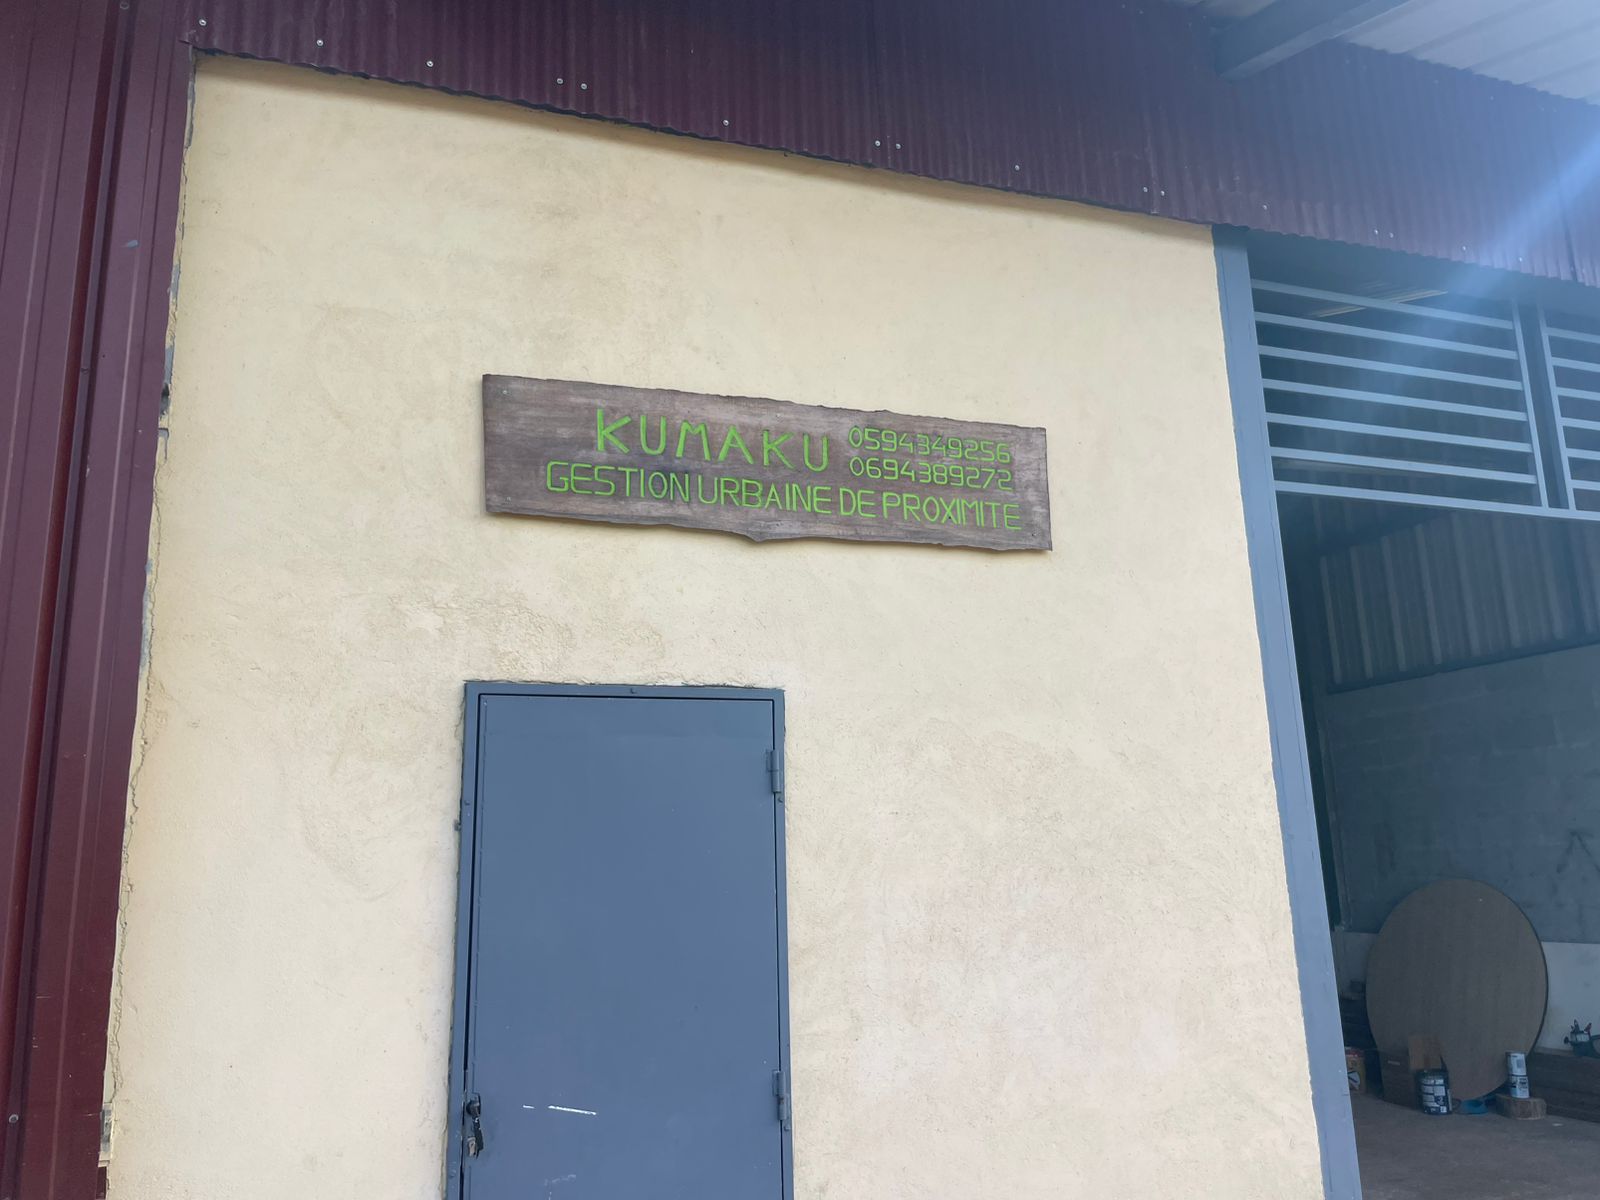 KUMAKU
0594349256
0694389272
GESTION URBAINE DE PROXIMITE